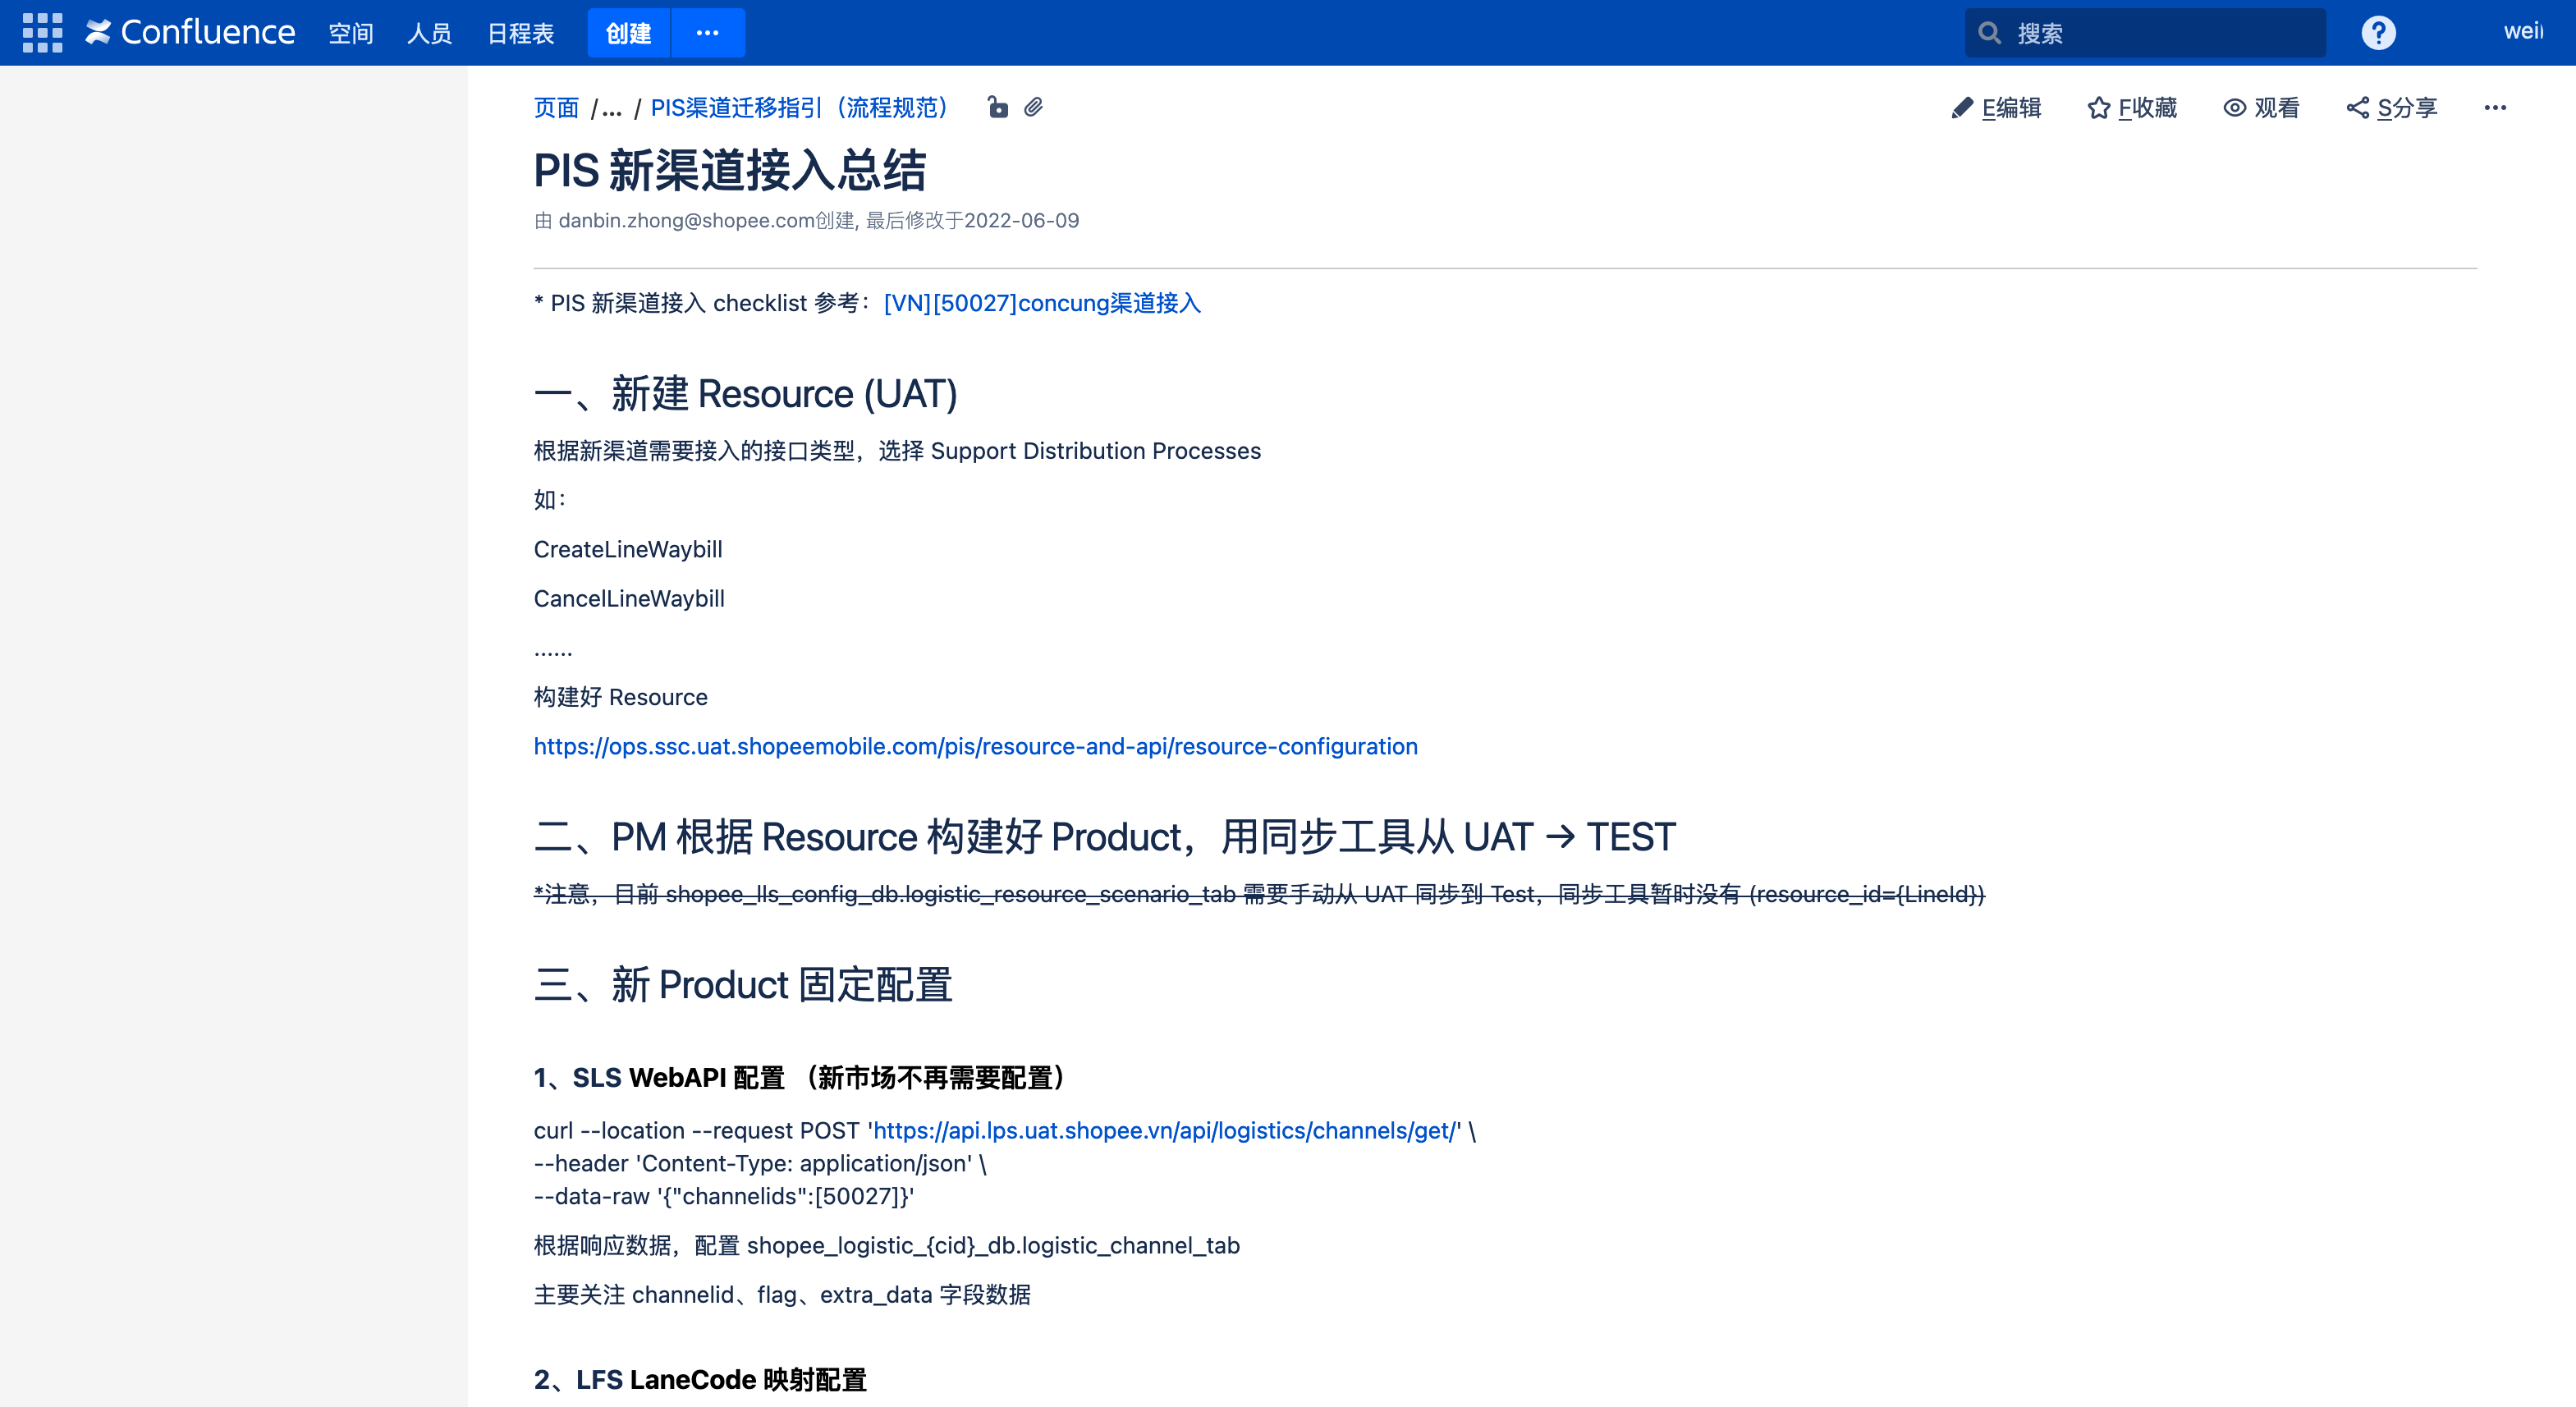 Confluence 空间 人员 日程表 创建 ··· 搜索 ? wei
页面 /... / PIS渠道迁移指引（流程规范） E编辑 F收藏 观看 S分享 ···
PIS 新渠道接入总结
由 danbin.zhong@shopee.com创建, 最后修改于2022-06-09
* PIS 新渠道接入 checklist 参考：[VN][50027]concung渠道接入
一、新建 Resource (UAT)
根据新渠道需要接入的接口类型，选择 Support Distribution Processes
如：
CreateLineWaybill
CancelLineWaybill
......
构建好 Resource
https://ops.ssc.uat.shopeemobile.com/pis/resource-and-api/resource-configuration
二、PM 根据 Resource 构建好 Product，用同步工具从 UAT → TEST
*注意，目前 shopee_lls_config_db.logistic_resource_scenario_tab 需要手动从 UAT 同步到 Test，同步工具暂时没有 (resource_id={LineId})
三、新 Product 固定配置
1、SLS WebAPI 配置 （新市场不再需要配置）
curl --location --request POST 'https://api.lps.uat.shopee.vn/api/logistics/channels/get/' \
--header 'Content-Type: application/json' \
--data-raw '{"channelids":[50027]}'
根据响应数据，配置 shopee_logistic_{cid}_db.logistic_channel_tab
主要关注 channelid、flag、extra_data 字段数据
2、LFS LaneCode 映射配置